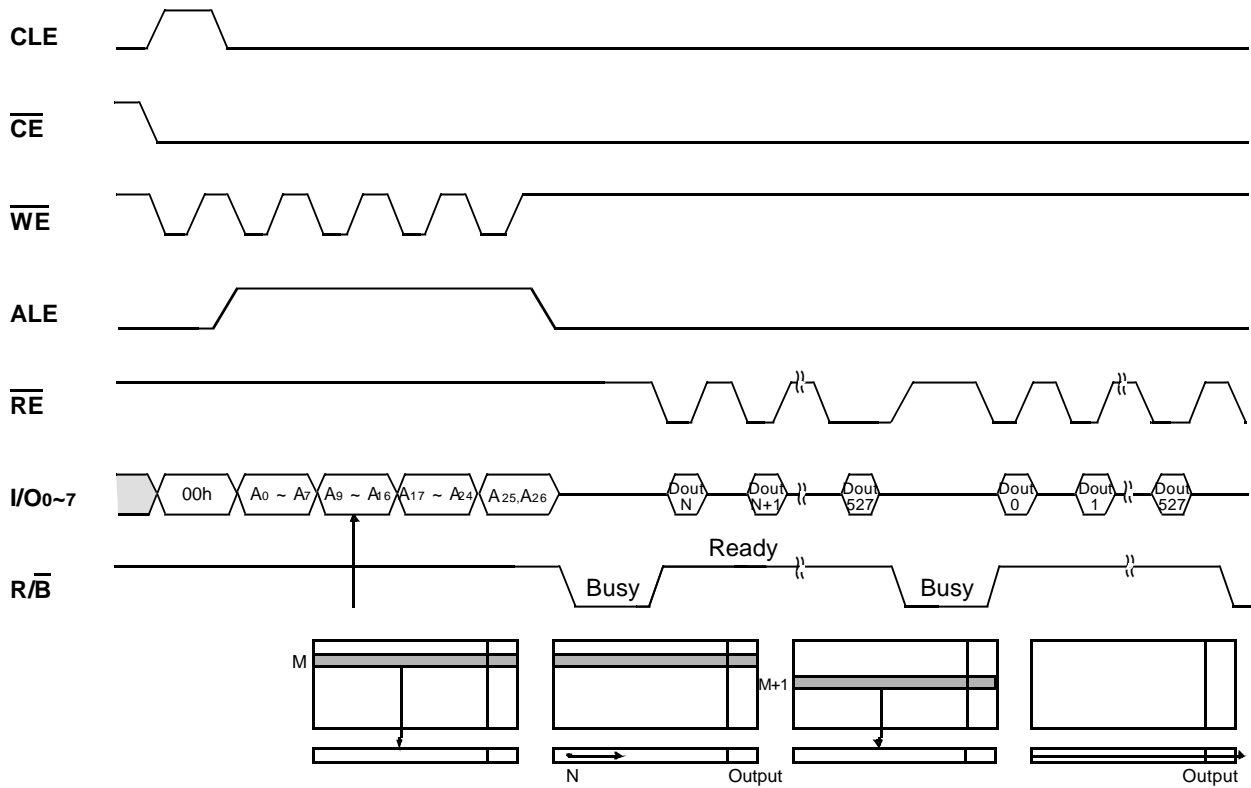 CLE
CE
WE
ALE
RE
I/O0~7 00h A0 ~ A7 A9 ~ A16 A17 ~ A24 A25,A26 Dout N Dout N+1 Dout 527 Dout 0 Dout 1 Dout 527
Ready
R/B Busy Busy
M
M+1
N Output Output